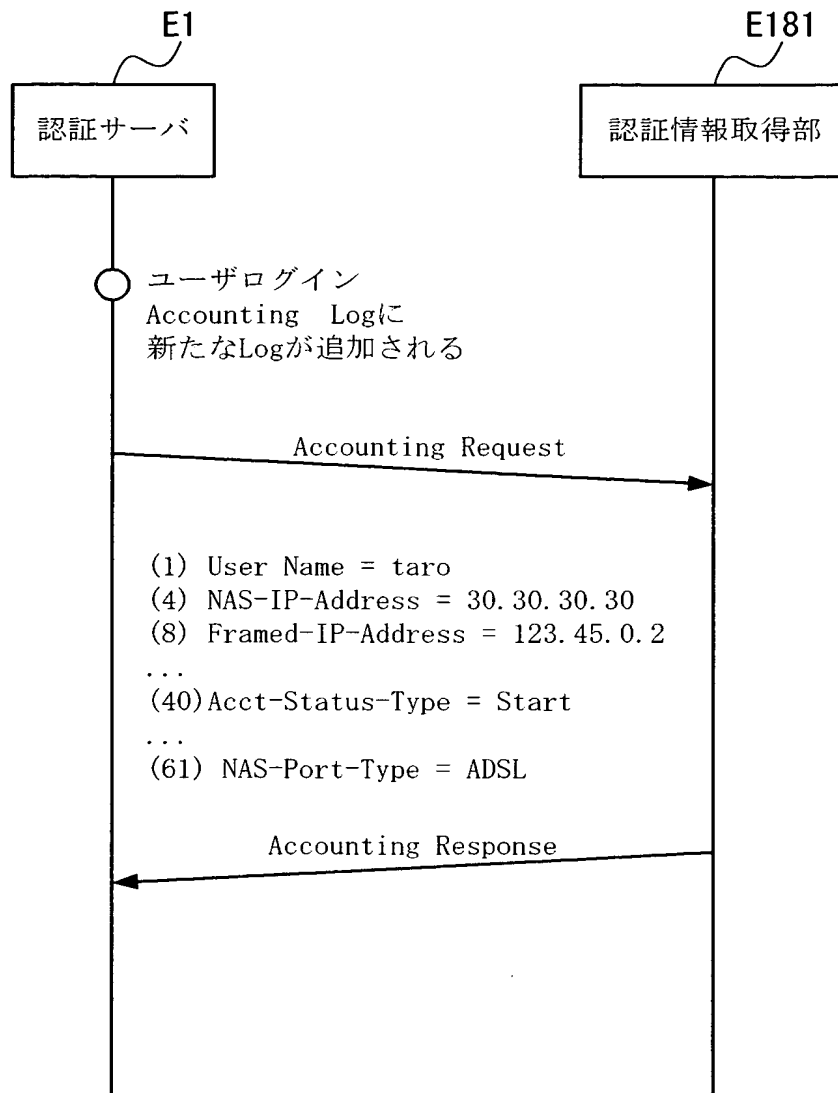 E1
E181
認証サーバ
認証情報取得部
ユーザログイン
Accounting Logに
新たなLogが追加される
Accounting Request
(1) User Name = taro
(4) NAS-IP-Address = 30.30.30.30
(8) Framed-IP-Address = 123.45.0.2
...
(40)Acct-Status-Type = Start
...
(61) NAS-Port-Type = ADSL
Accounting Response